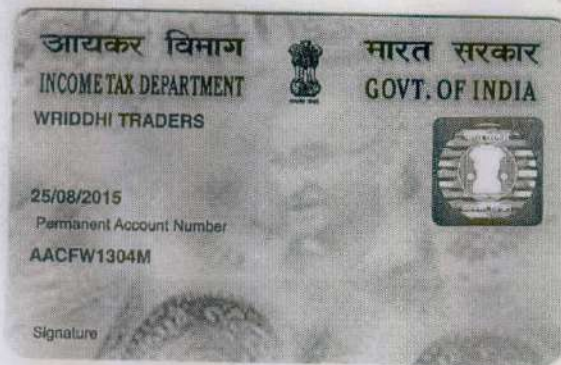 आयकर विभाग
भारत सरकार
INCOME TAX DEPARTMENT
GOVT. OF INDIA
WRIDDHI TRADERS
25/08/2015
Permanent Account Number
AACFW1304M
Signature